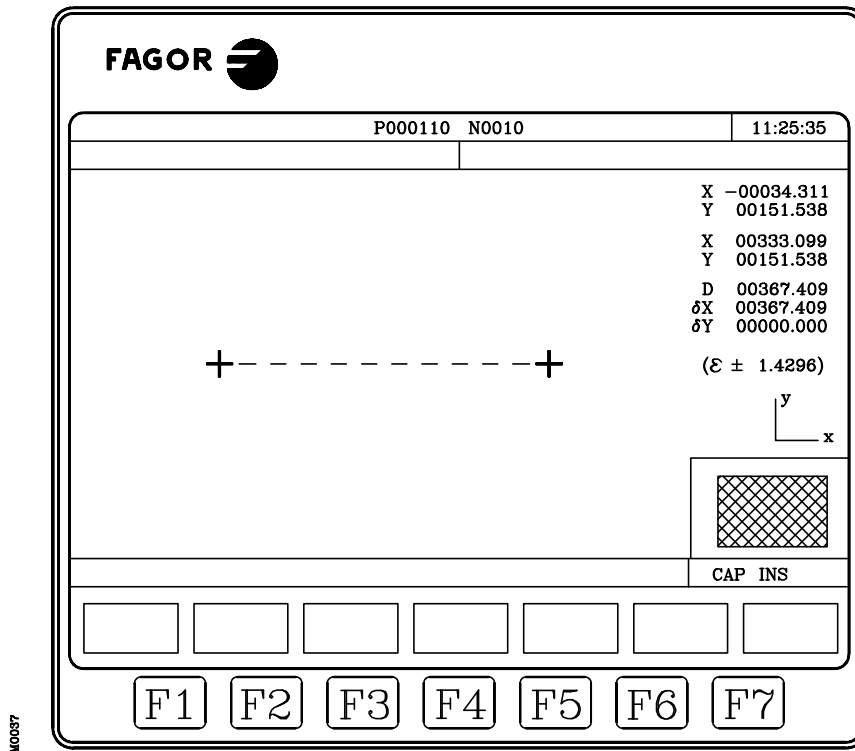 FAGOR
P000110 N0010 11:25:35
X -00034.311
Y 00151.538
X 00333.099
Y 00151.538
D 00367.409
δX 00367.409
δY 00000.000
(ε ± 1.4296)
y
x
CAP INS
F1 F2 F3 F4 F5 F6 F7
M0037